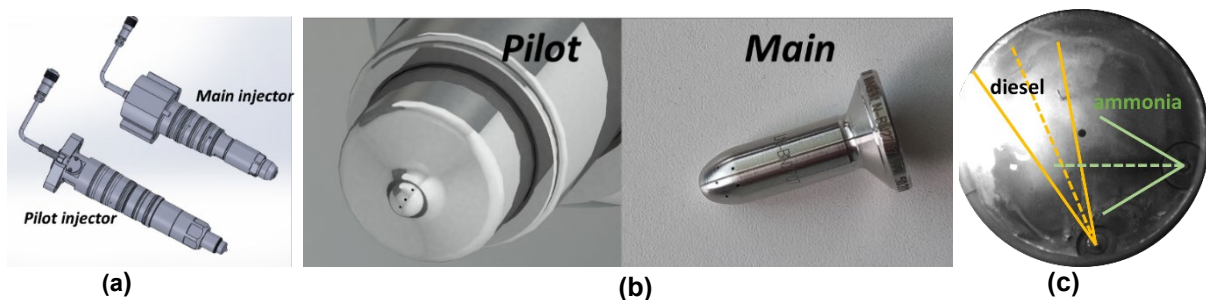 Main injector
Pilot injector
(a)
Pilot
Main
(b)
diesel
ammonia
(c)